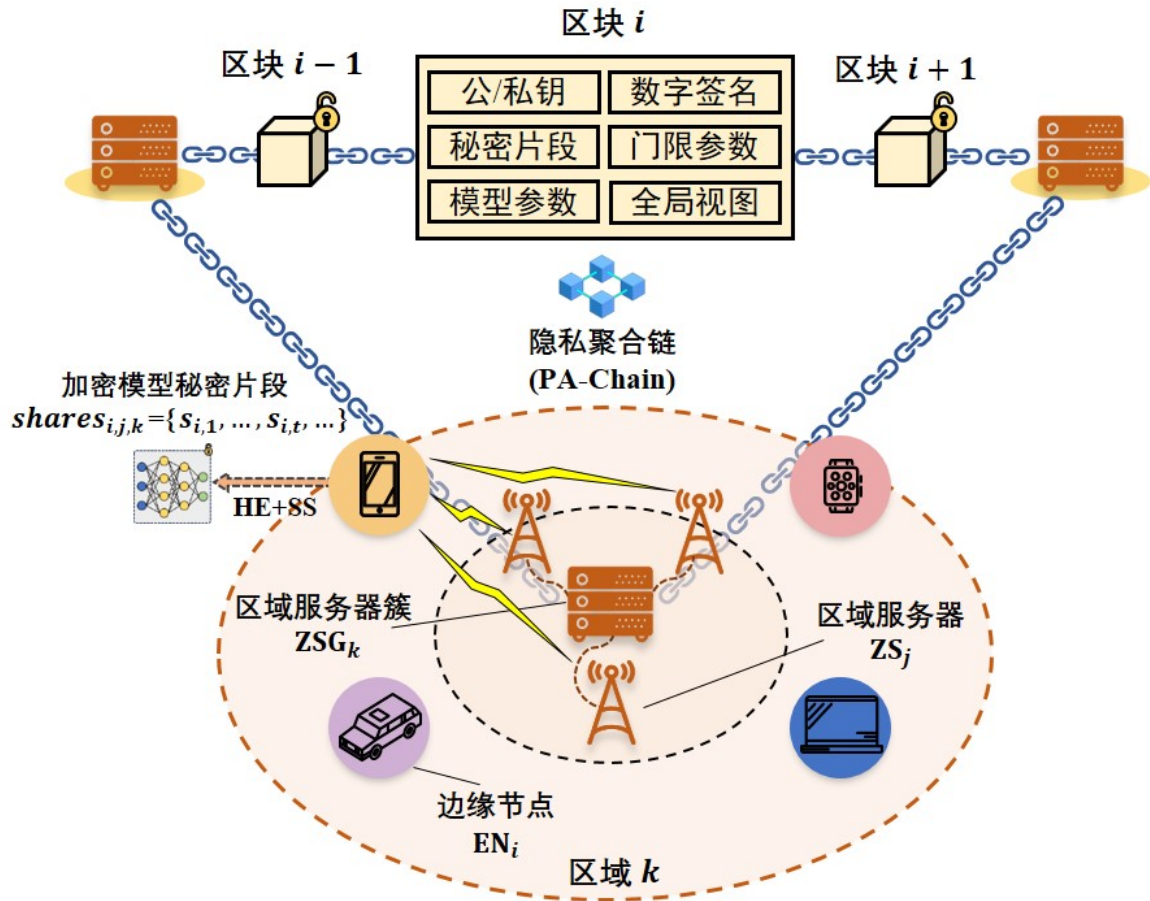 区块 i
区块 i − 1
区块 i + 1
公/私钥
数字签名
秘密片段
门限参数
模型参数
全局视图
隐私聚合链
(PA-Chain)
加密模型秘密片段
shares_{i,j,k}={s_{i,1}, ... , s_{i,t}, ...}
HE+SS
区域服务器簇
ZSG_k
区域服务器
ZS_j
边缘节点
EN_i
区域 k